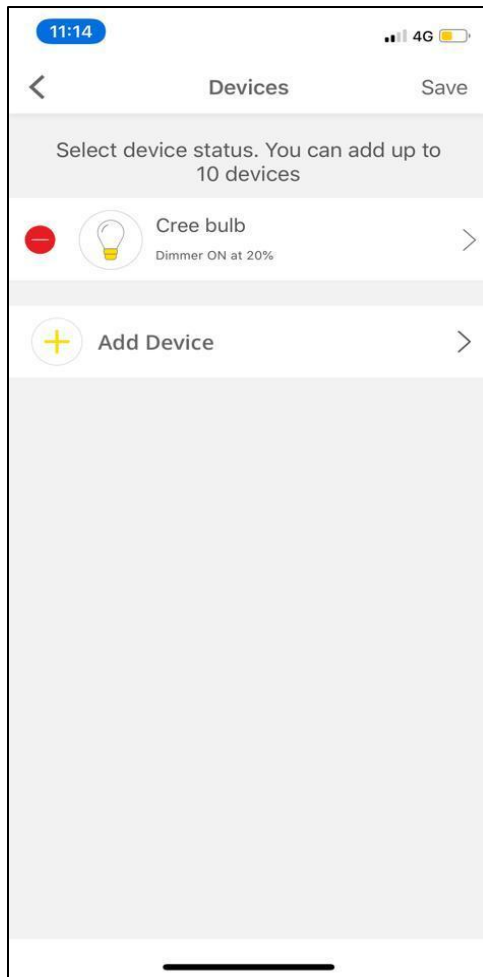 11:14
4G
Devices
Save
Select device status. You can add up to
10 devices
Cree bulb
Dimmer ON at 20%
Add Device